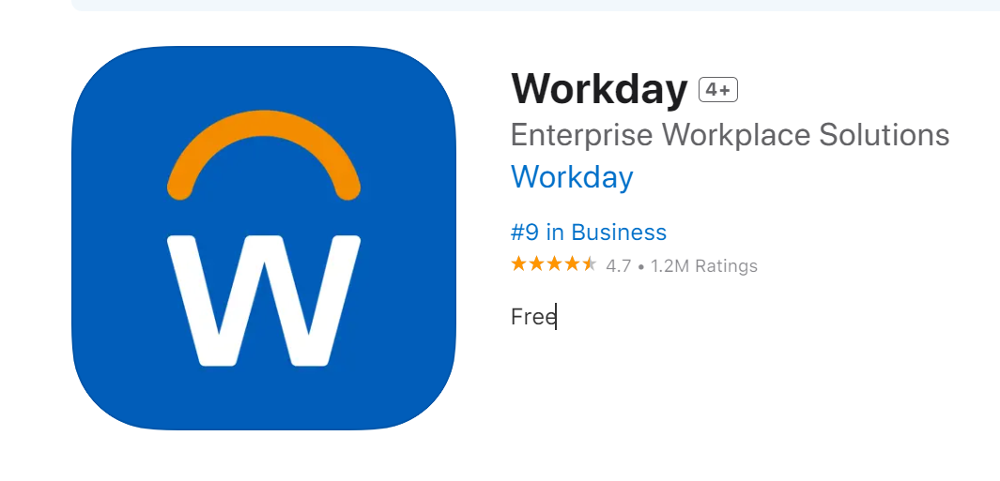 W
Workday 4+
Enterprise Workplace Solutions
Workday
#9 in Business
4.7 • 1.2M Ratings
Free